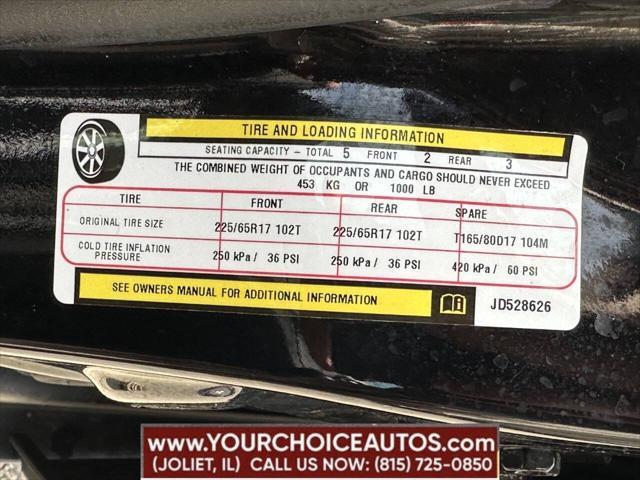 TIRE AND LOADING INFORMATION
SEATING CAPACITY - TOTAL 5 FRONT 2 REAR 3
THE COMBINED WEIGHT OF OCCUPANTS AND CARGO SHOULD NEVER EXCEED
453 KG OR 1000 LB
TIRE FRONT REAR SPARE
ORIGINAL TIRE SIZE 225/65R17 102T 225/65R17 102T T165/80D17 104M
COLD TIRE INFLATION
PRESSURE 250 kPa / 36 PSI 250 kPa / 36 PSI 420 kPa / 60 PSI
SEE OWNERS MANUAL FOR ADDITIONAL INFORMATION JD528626
WWW.YOURCHOICEAUTOS.COM
(JOLIET, IL) CALL US NOW: (815) 725-0850